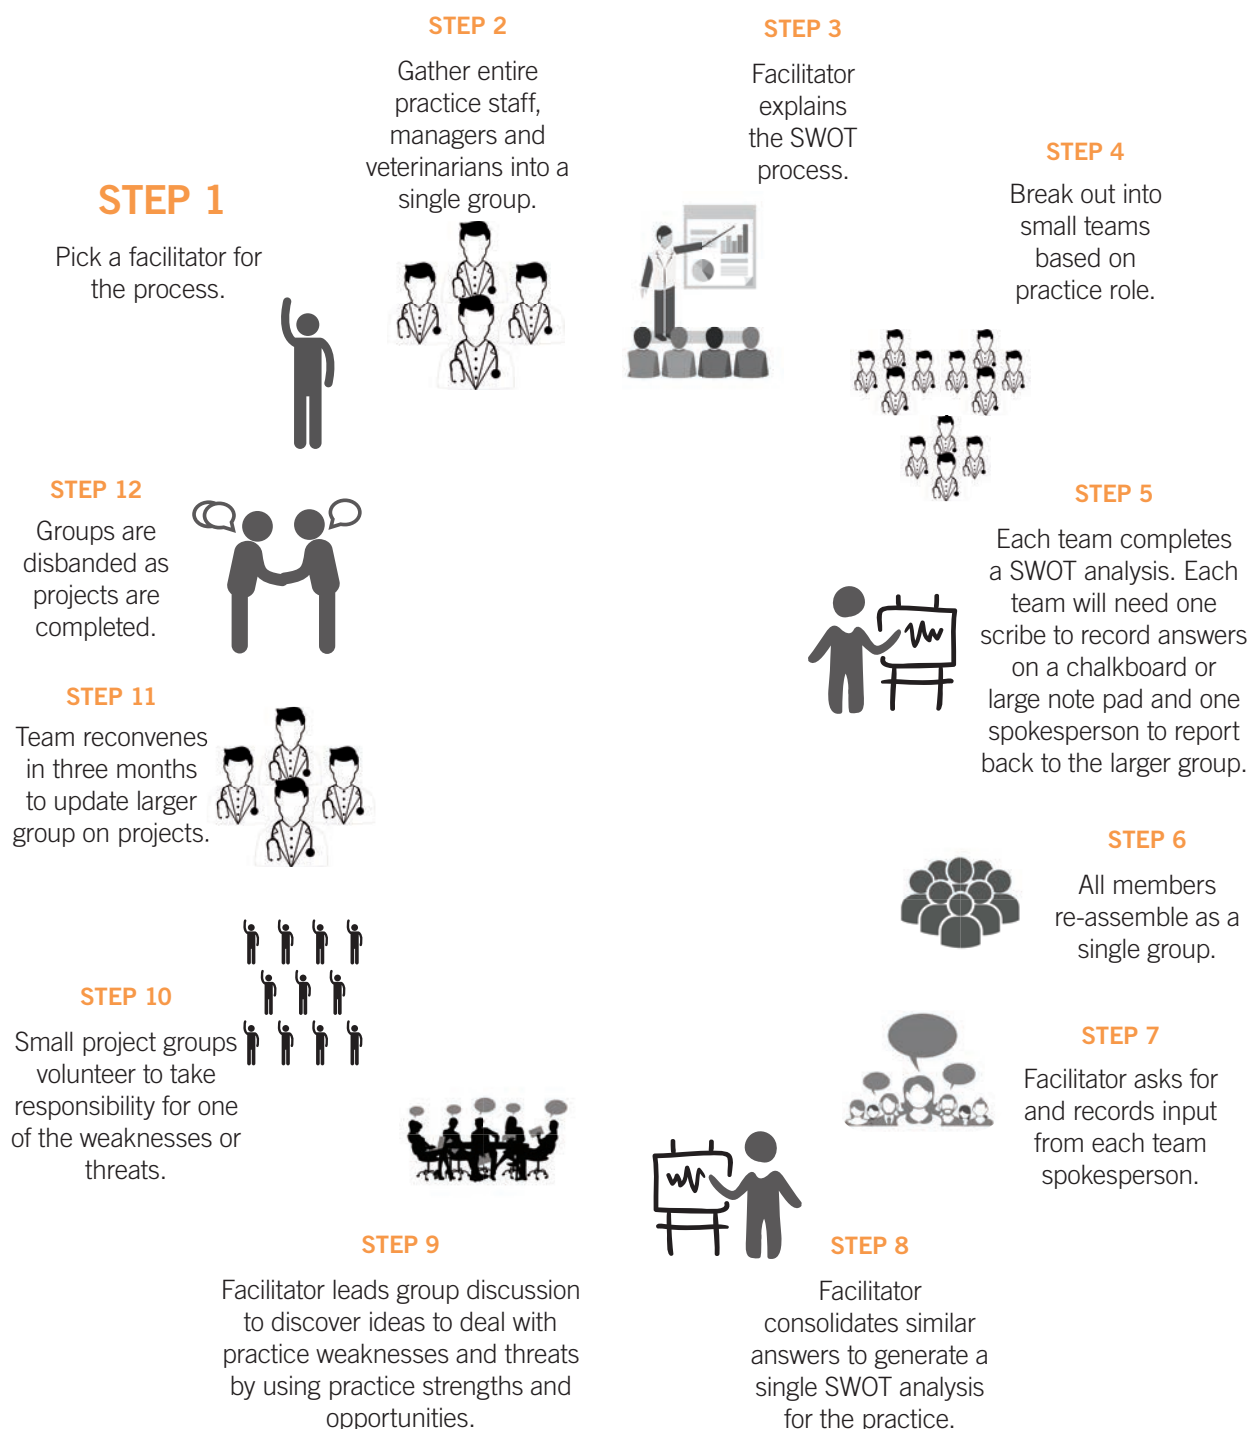 STEP 1
Pick a facilitator for
the process.
STEP 2
Gather entire
practice staff,
managers and
veterinarians into a
single group.
STEP 3
Facilitator
explains
the SWOT
process.
STEP 4
Break out into
small teams
based on
practice role.
STEP 5
Each team completes
a SWOT analysis. Each
team will need one
scribe to record answers
on a chalkboard or
large note pad and one
spokesperson to report
back to the larger group.
STEP 6
All members
re-assemble as a
single group.
STEP 7
Facilitator asks for
and records input
from each team
spokesperson.
STEP 8
Facilitator
consolidates similar
answers to generate a
single SWOT analysis
for the practice.
STEP 9
Facilitator leads group discussion
to discover ideas to deal with
practice weaknesses and threats
by using practice strengths and
opportunities.
STEP 10
Small project groups
volunteer to take
responsibility for one
of the weaknesses or
threats.
STEP 11
Team reconvenes
in three months
to update larger
group on projects.
STEP 12
Groups are
disbanded as
projects are
completed.